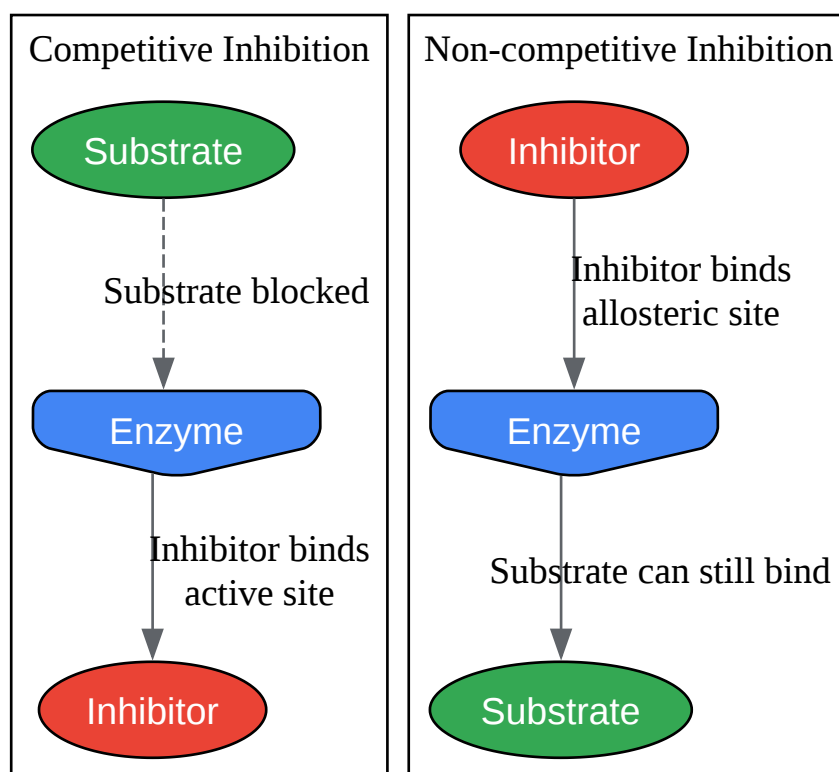 Competitive Inhibition
Substrate
Substrate blocked
Enzyme
Inhibitor binds
active site
Inhibitor
Non-competitive Inhibition
Inhibitor
Inhibitor binds
allosteric site
Enzyme
Substrate can still bind
Substrate